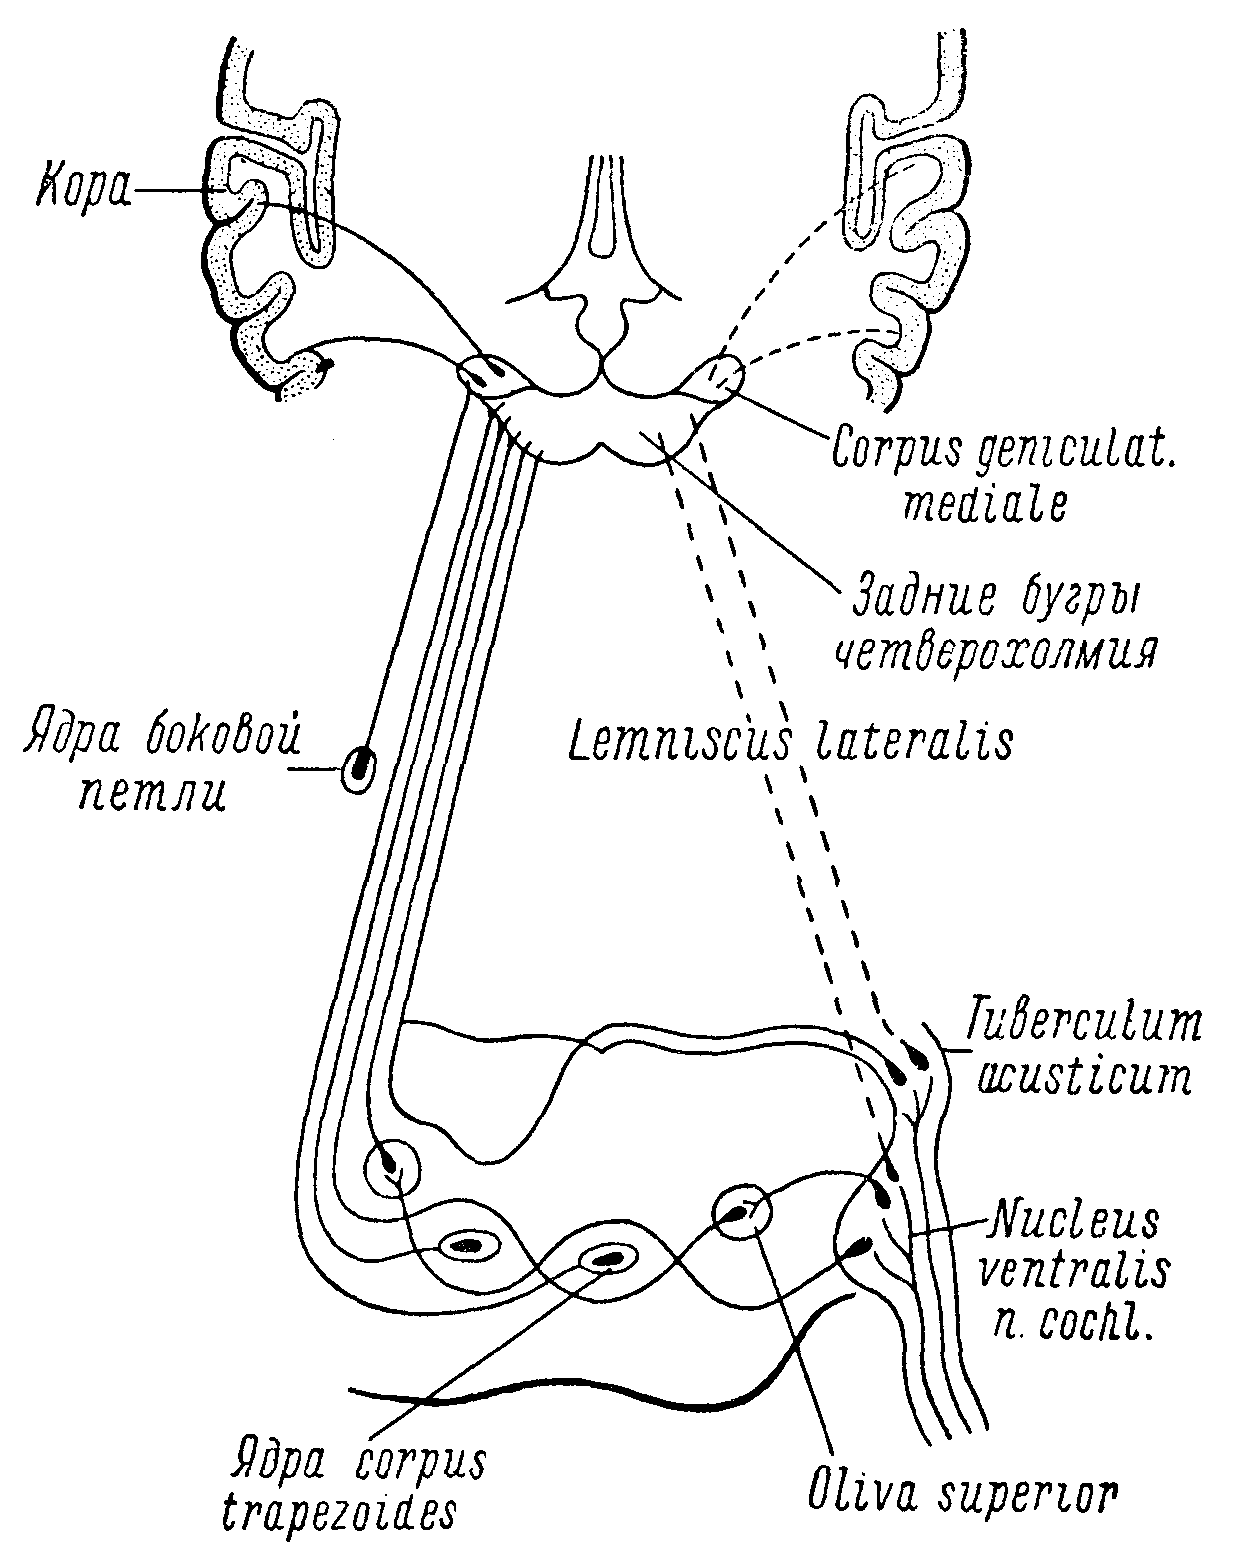 Кора
Corpus geniculat.
mediale
Задние бугры
четверохолмия
Ядра боковой
петли
Lemniscus lateralis
Tuberculum
acusticum
Nucleus
ventralis
n. cochl.
Ядра corpus
trapezoides
Oliva superior